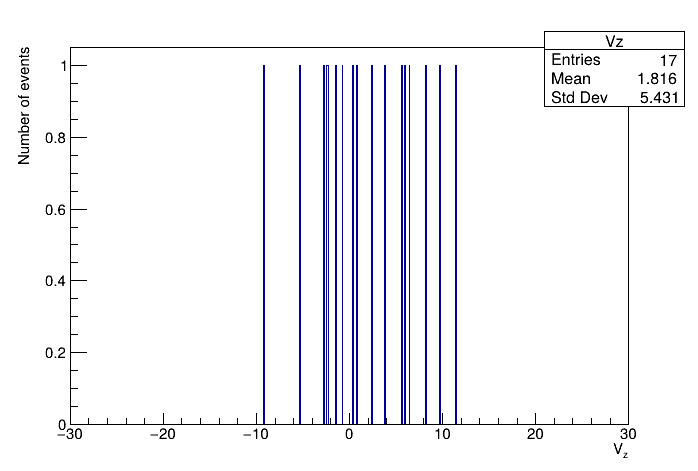 Vz
Entries 17
Mean 1.816
Std Dev 5.431
Number of events
1
0.8
0.6
0.4
0.2
0
−30 −20 −10 0 10 20 30
Vz